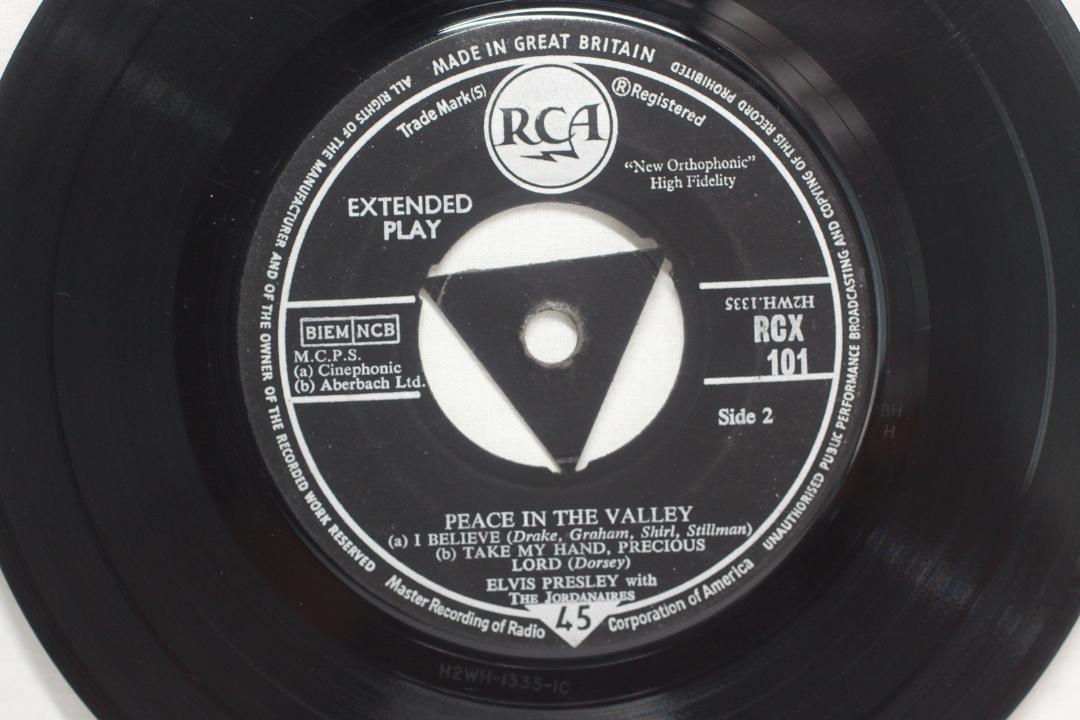 MADE IN GREAT BRITAIN
ALL RIGHTS OF THE MANUFACTURER AND OF THE OWNER OF THE RECORDED WORK RESERVED
UNAUTHORISED PUBLIC PERFORMANCE BROADCASTING AND COPYING OF THIS RECORD PROHIBITED
Trade Mark(S)
RCA
®Registered
"New Orthophonic"
High Fidelity
EXTENDED
PLAY
H2WH.1335
RCX
101
BIEM NCB
M.C.P.S.
(a) Cinephonic
(b) Aberbach Ltd.
Side 2
BH
H
PEACE IN THE VALLEY
(a) I BELIEVE (Drake, Graham, Shirl, Stillman)
(b) TAKE MY HAND, PRECIOUS
LORD (Dorsey)
ELVIS PRESLEY with
THE JORDANAIRES
45
Master Recording of Radio Corporation of America
H2WH-1335-1C